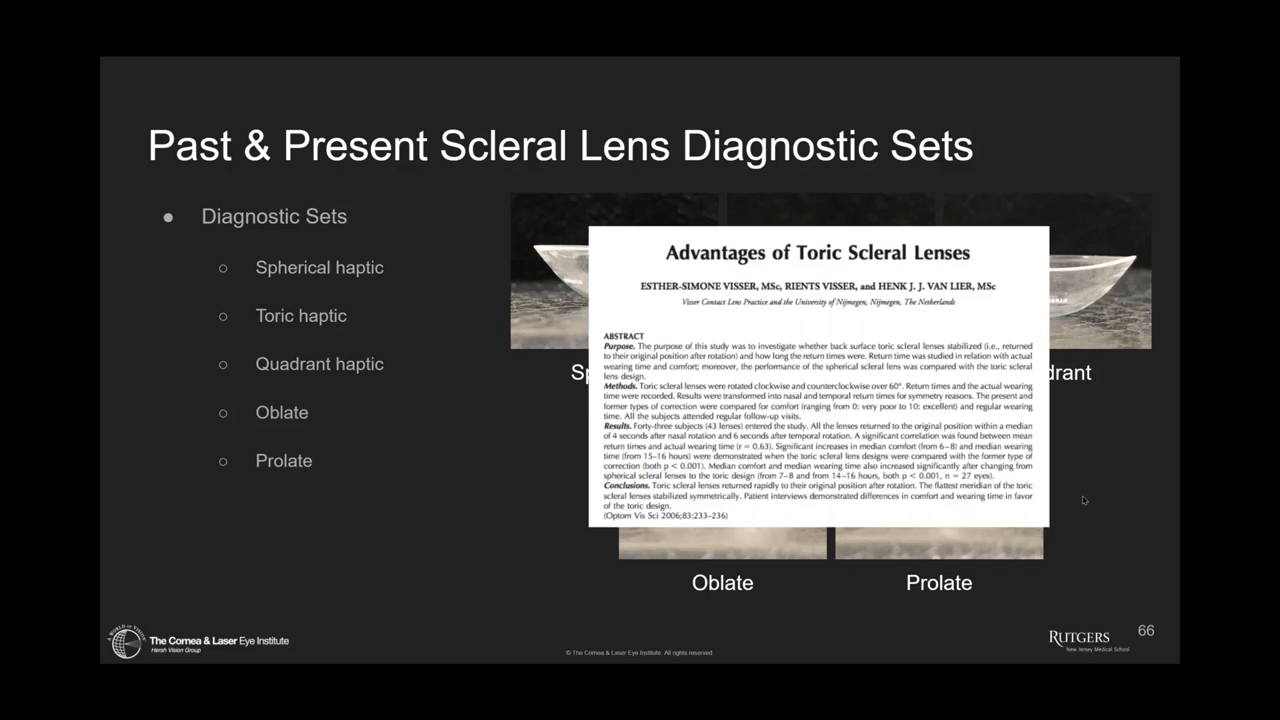 Past & Present Scleral Lens Diagnostic Sets
Diagnostic Sets
Spherical haptic
Toric haptic
Quadrant haptic
Oblate
Prolate
Advantages of Toric Scleral Lenses
ESTHER-SIMONE VISSER, MSc, RIENTS VISSER, and HENK J. J. VAN LIER, MSc
Visser Contact Lens Practice and the University of Nijmegen, Nijmegen, The Netherlands
ABSTRACT
Purpose. The purpose of this study was to investigate whether back surface toric scleral lenses stabilized (i.e., returned
to their original position after rotation) and how long the return times were. Return time was studied in relation with actual
wearing time and comfort; moreover, the performance of the spherical scleral lens was compared with the toric scleral
lens design.
Methods. Toric scleral lenses were rotated clockwise and counterclockwise over 60°. Return times and the actual wearing
time were recorded. Results were transformed into nasal and temporal return times for symmetry reasons. The present and
former types of correction were compared for comfort (ranging from 0: very poor to 10: excellent) and regular wearing
time. All the subjects attended regular follow-up visits.
Results. Forty-three subjects (43 lenses) entered the study. All the lenses returned to the original position within a median
of 4 seconds after nasal rotation and 6 seconds after temporal rotation. A significant correlation was found between mean
return times and actual wearing time (r = 0.63). Significant increases in median comfort (from 6–8) and median wearing
time (from 15–16 hours) were demonstrated when the toric scleral lens designs were compared with the former type of
correction (both p < 0.001). Median comfort and median wearing time also increased significantly after changing from
spherical scleral lenses to the toric design (from 7–8 and from 14–16 hours, both p < 0.001, n = 27 eyes).
Conclusions. Toric scleral lenses returned rapidly to their original position after rotation. The flattest meridian of the toric
scleral lenses stabilized symmetrically. Patient interviews demonstrated differences in comfort and wearing time in favor
of the toric design.
(Optom Vis Sci 2006;83:233–236)
Sp
drant
Oblate
Prolate
A WORLD OF VISION
The Cornea & Laser Eye Institute
Hersh Vision Group
© The Cornea & Laser Eye Institute. All rights reserved
RUTGERS
New Jersey Medical School
66